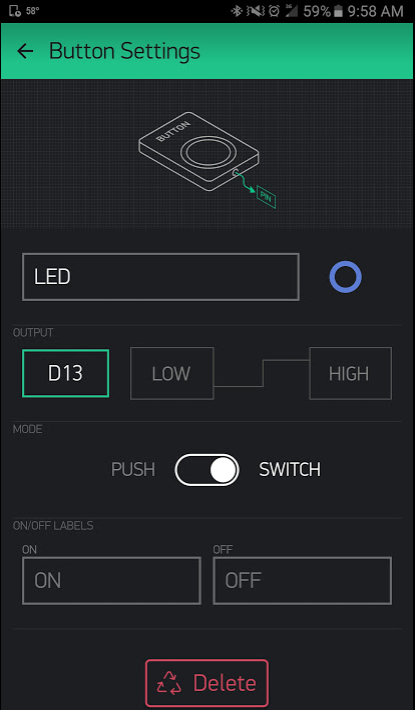 58° 59% 9:58 AM
Button Settings
BUTTON
PIN
LED
OUTPUT
D13 LOW HIGH
MODE
PUSH SWITCH
ON/OFF LABELS
ON OFF
ON OFF
Delete